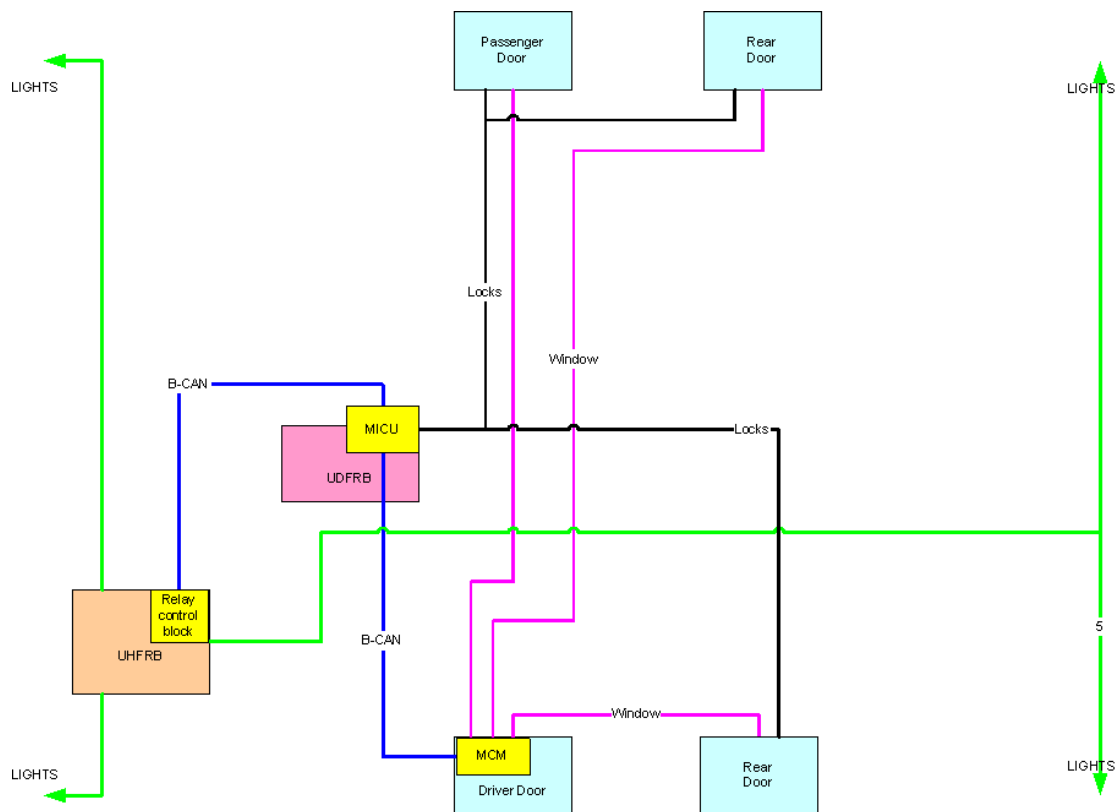 Passenger
Door
Rear
Door
LIGHTS
LIGHTS
Locks
Window
B-CAN
MICU
Locks
UDFRB
Relay
control
block
UHFRB
B-CAN
5
Window
MCM
Driver Door
Rear
Door
LIGHTS
LIGHTS